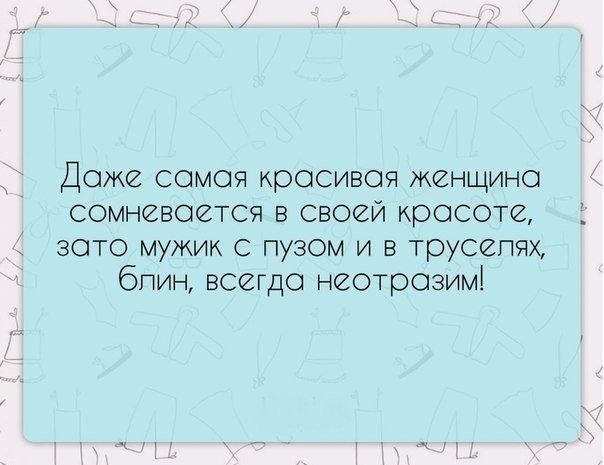 Даже самая красивая женщина
сомневается в своей красоте,
зато мужик с пузом и в труселях,
блин, всегда неотразим!